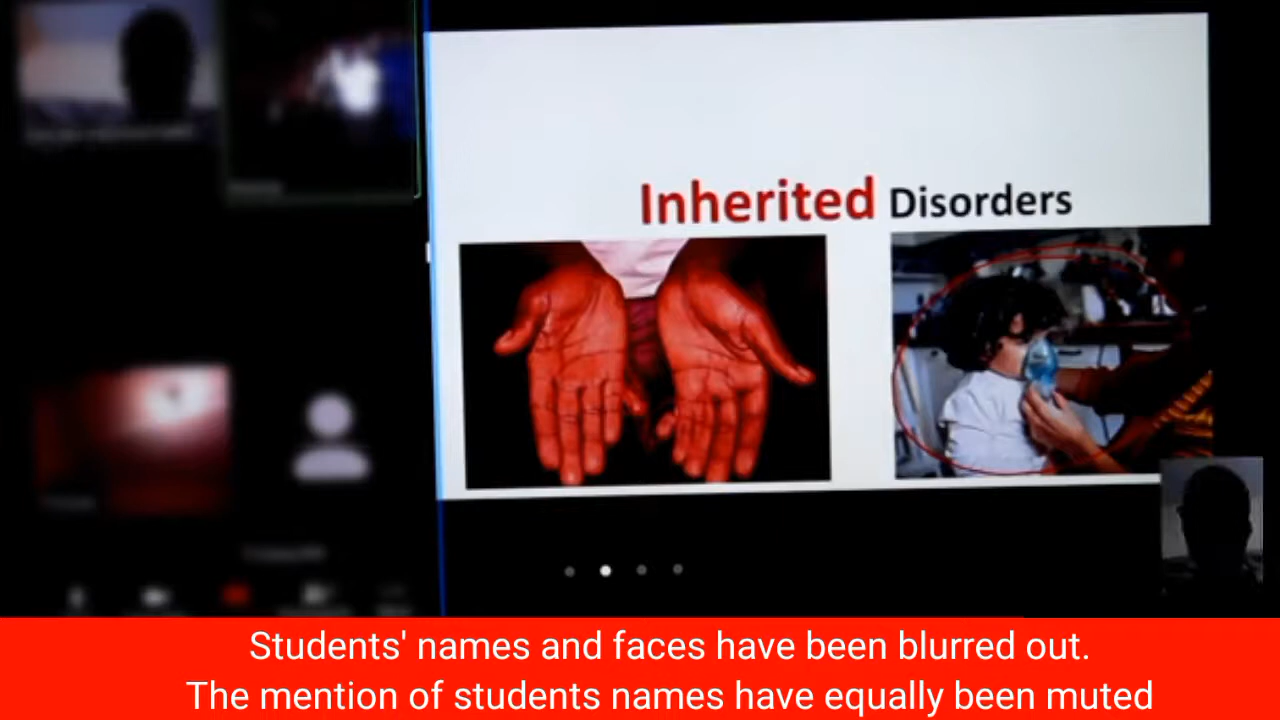 Inherited Disorders
Students' names and faces have been blurred out.
The mention of students names have equally been muted